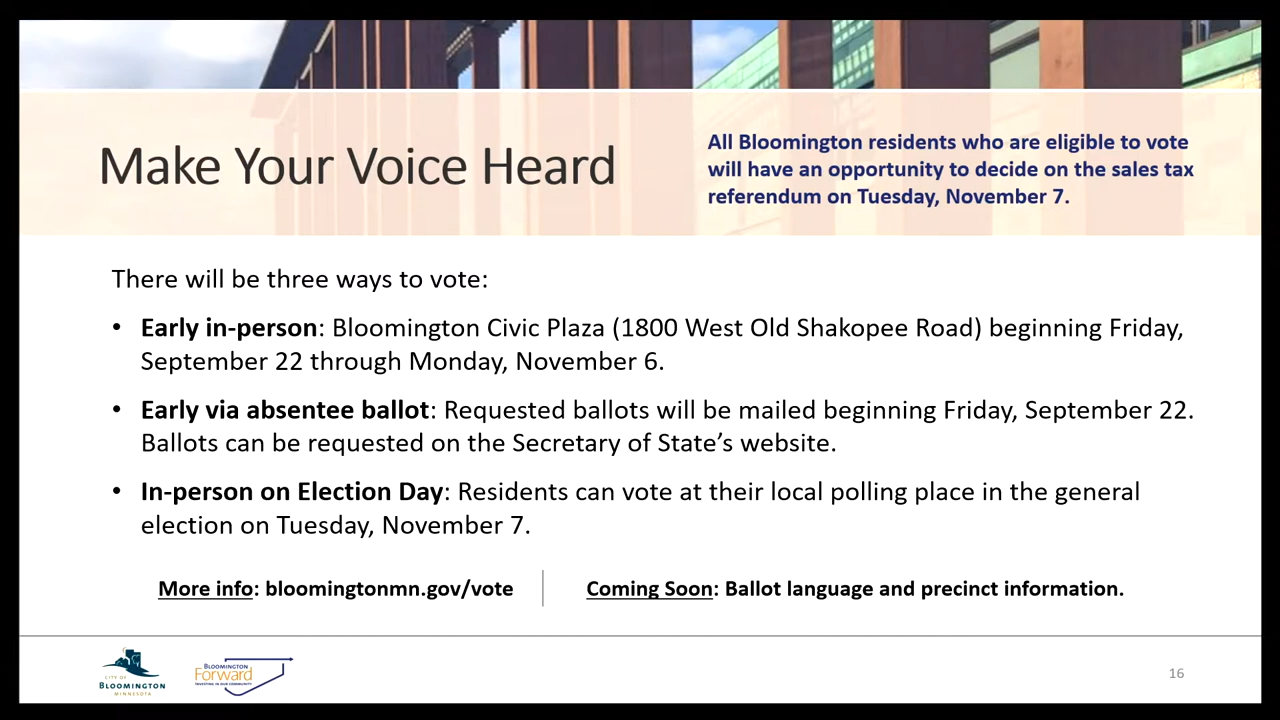 Make Your Voice Heard
All Bloomington residents who are eligible to vote
will have an opportunity to decide on the sales tax
referendum on Tuesday, November 7.
There will be three ways to vote:
• Early in-person: Bloomington Civic Plaza (1800 West Old Shakopee Road) beginning Friday,
September 22 through Monday, November 6.
• Early via absentee ballot: Requested ballots will be mailed beginning Friday, September 22.
Ballots can be requested on the Secretary of State’s website.
• In-person on Election Day: Residents can vote at their local polling place in the general
election on Tuesday, November 7.
More info: bloomingtonmn.gov/vote
Coming Soon: Ballot language and precinct information.
CITY OF
BLOOMINGTON
MINNESOTA
BLOOMINGTON
Forward
INVESTING IN OUR COMMUNITY
16